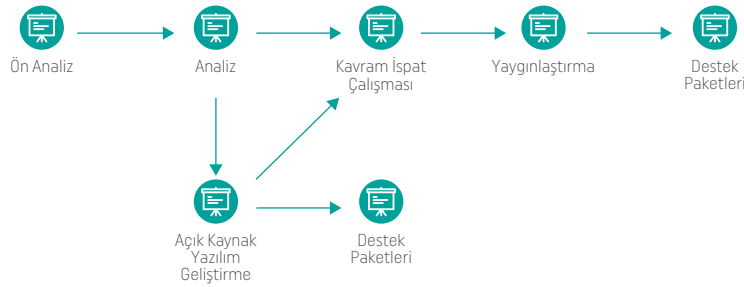 Ön Analiz
Analiz
Kavram İspat
Çalışması
Yaygınlaştırma
Destek
Paketleri
Açık Kaynak
Yazılım
Geliştirme
Destek
Paketleri